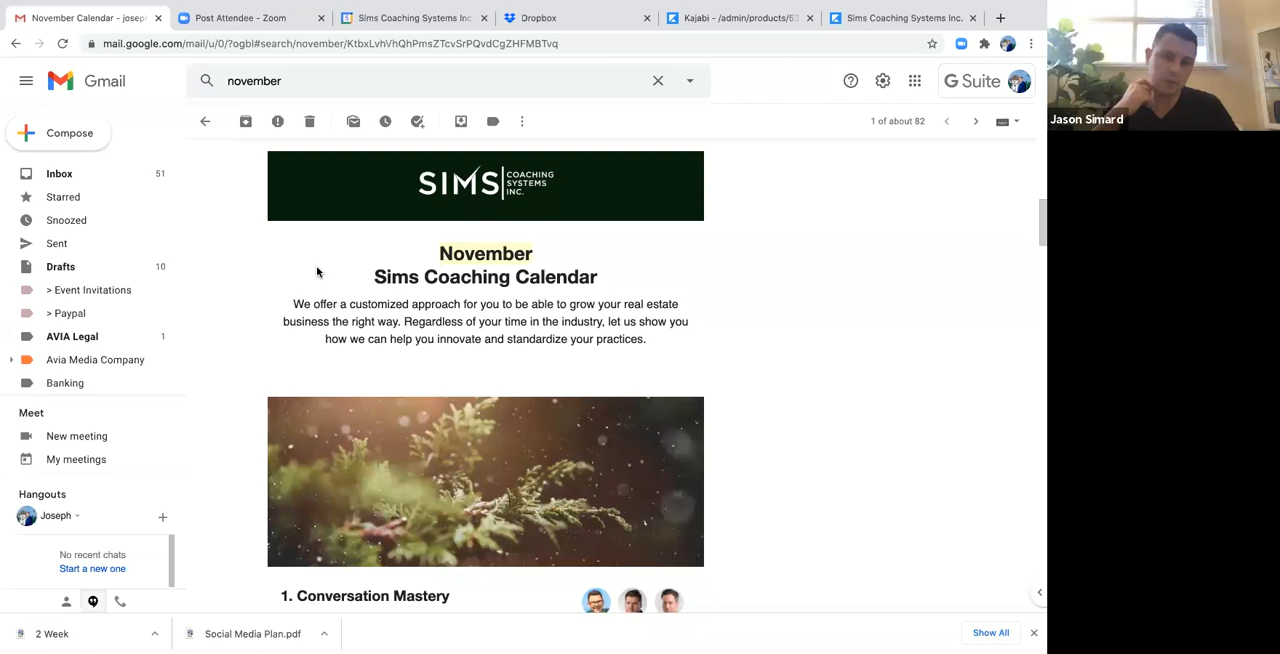 November Calendar - joseph
Post Attendee - Zoom
Sims Coaching Systems Inc.
Dropbox
Kajabi - /admin/products/53
Sims Coaching Systems Inc.
mail.google.com/mail/u/0/?ogbl#search/november/KtbxLvhVhQhPmsZTcvSrPQvdCgZHFMBTvq
Gmail
november
G Suite
Jason Simard
Compose
1 of about 82
Inbox 51
Starred
Snoozed
Sent
Drafts 10
> Event Invitations
> Paypal
AVIA Legal 1
Avia Media Company
Banking
Meet
New meeting
My meetings
Hangouts
Joseph
No recent chats
Start a new one
SIMS COACHING
SYSTEMS
INC.
November
Sims Coaching Calendar
We offer a customized approach for you to be able to grow your real estate
business the right way. Regardless of your time in the industry, let us show you
how we can help you innovate and standardize your practices.
1. Conversation Mastery
2 Week
Social Media Plan.pdf
Show All